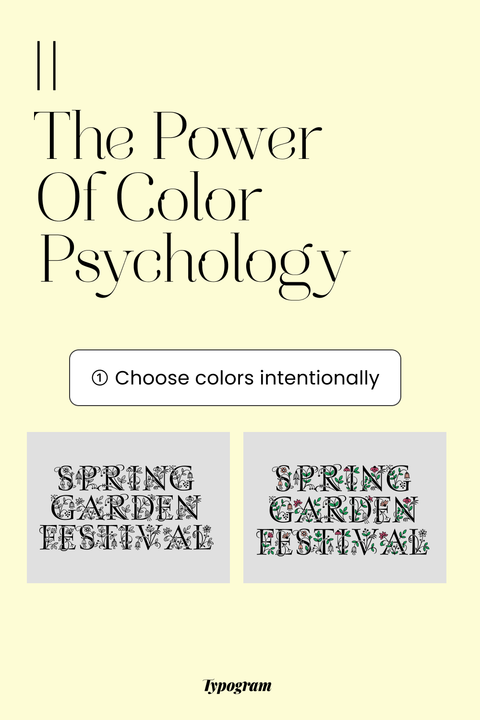 ||
The Power
Of Color
Psychology
① Choose colors intentionally
SPRING
GARDEN
FESTIVAL
SPRING
GARDEN
FESTIVAL
Typogram